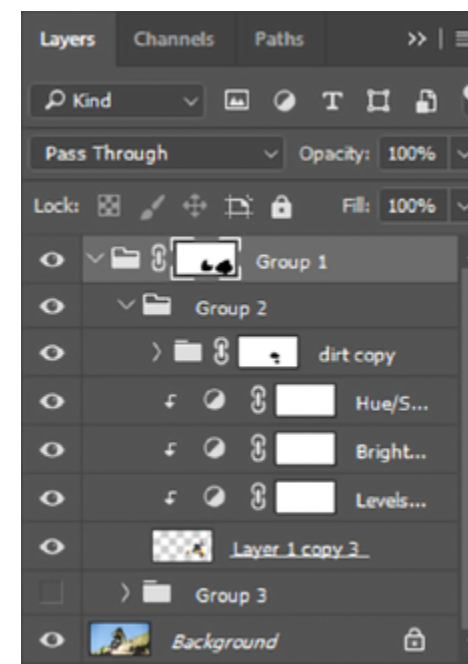 Layers Channels Paths
Kind T
Pass Through Opacity: 100%
Lock: Fill: 100%
Group 1
Group 2
dirt copy
Hue/S...
Bright...
Levels...
Layer 1 copy 3
Group 3
Background